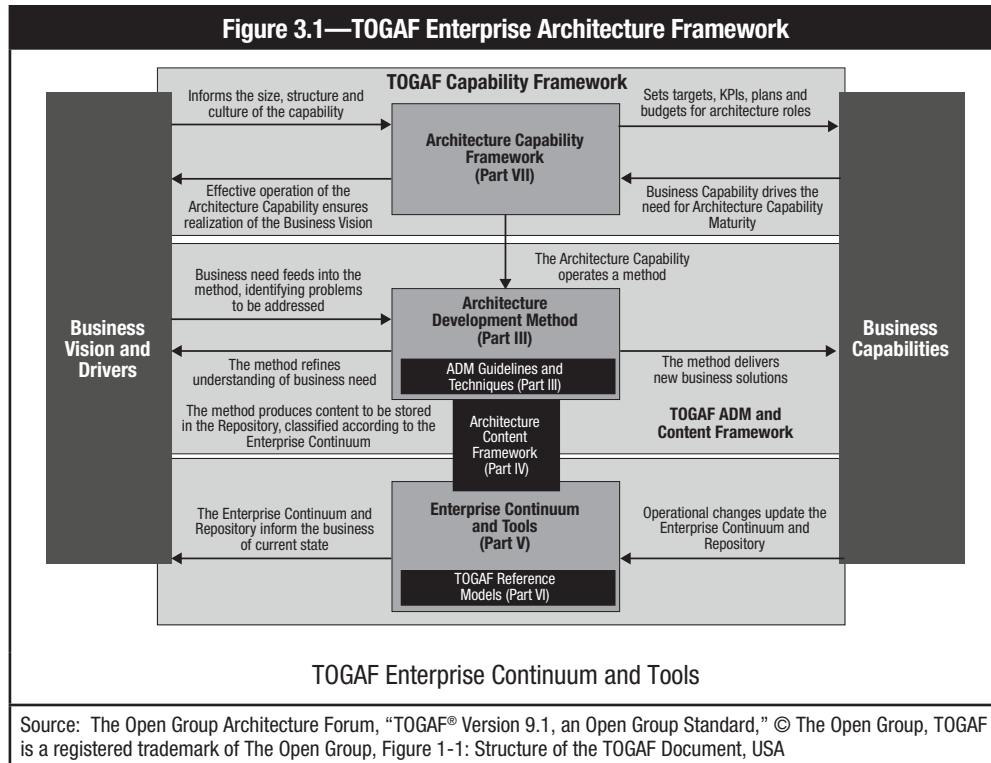 Figure 3.1—TOGAF Enterprise Architecture Framework
TOGAF Capability Framework
Informs the size, structure and
culture of the capability
Sets targets, KPIs, plans and
budgets for architecture roles
Architecture Capability
Framework
(Part VII)
Effective operation of the
Architecture Capability ensures
realization of the Business Vision
Business Capability drives the
need for Architecture Capability
Maturity
The Architecture Capability
operates a method
Business need feeds into the
method, identifying problems
to be addressed
Business
Vision and
Drivers
Architecture
Development Method
(Part III)
Business
Capabilities
The method refines
understanding of business need
ADM Guidelines and
Techniques (Part III)
The method delivers
new business solutions
The method produces content to be stored
in the Repository, classified according to the
Enterprise Continuum
Architecture
Content
Framework
(Part IV)
TOGAF ADM and
Content Framework
The Enterprise Continuum and
Repository inform the business
of current state
Enterprise Continuum
and Tools
(Part V)
Operational changes update the
Enterprise Continuum and
Repository
TOGAF Reference
Models (Part VI)
TOGAF Enterprise Continuum and Tools
Source: The Open Group Architecture Forum, “TOGAF® Version 9.1, an Open Group Standard,” © The Open Group, TOGAF
is a registered trademark of The Open Group, Figure 1-1: Structure of the TOGAF Document, USA